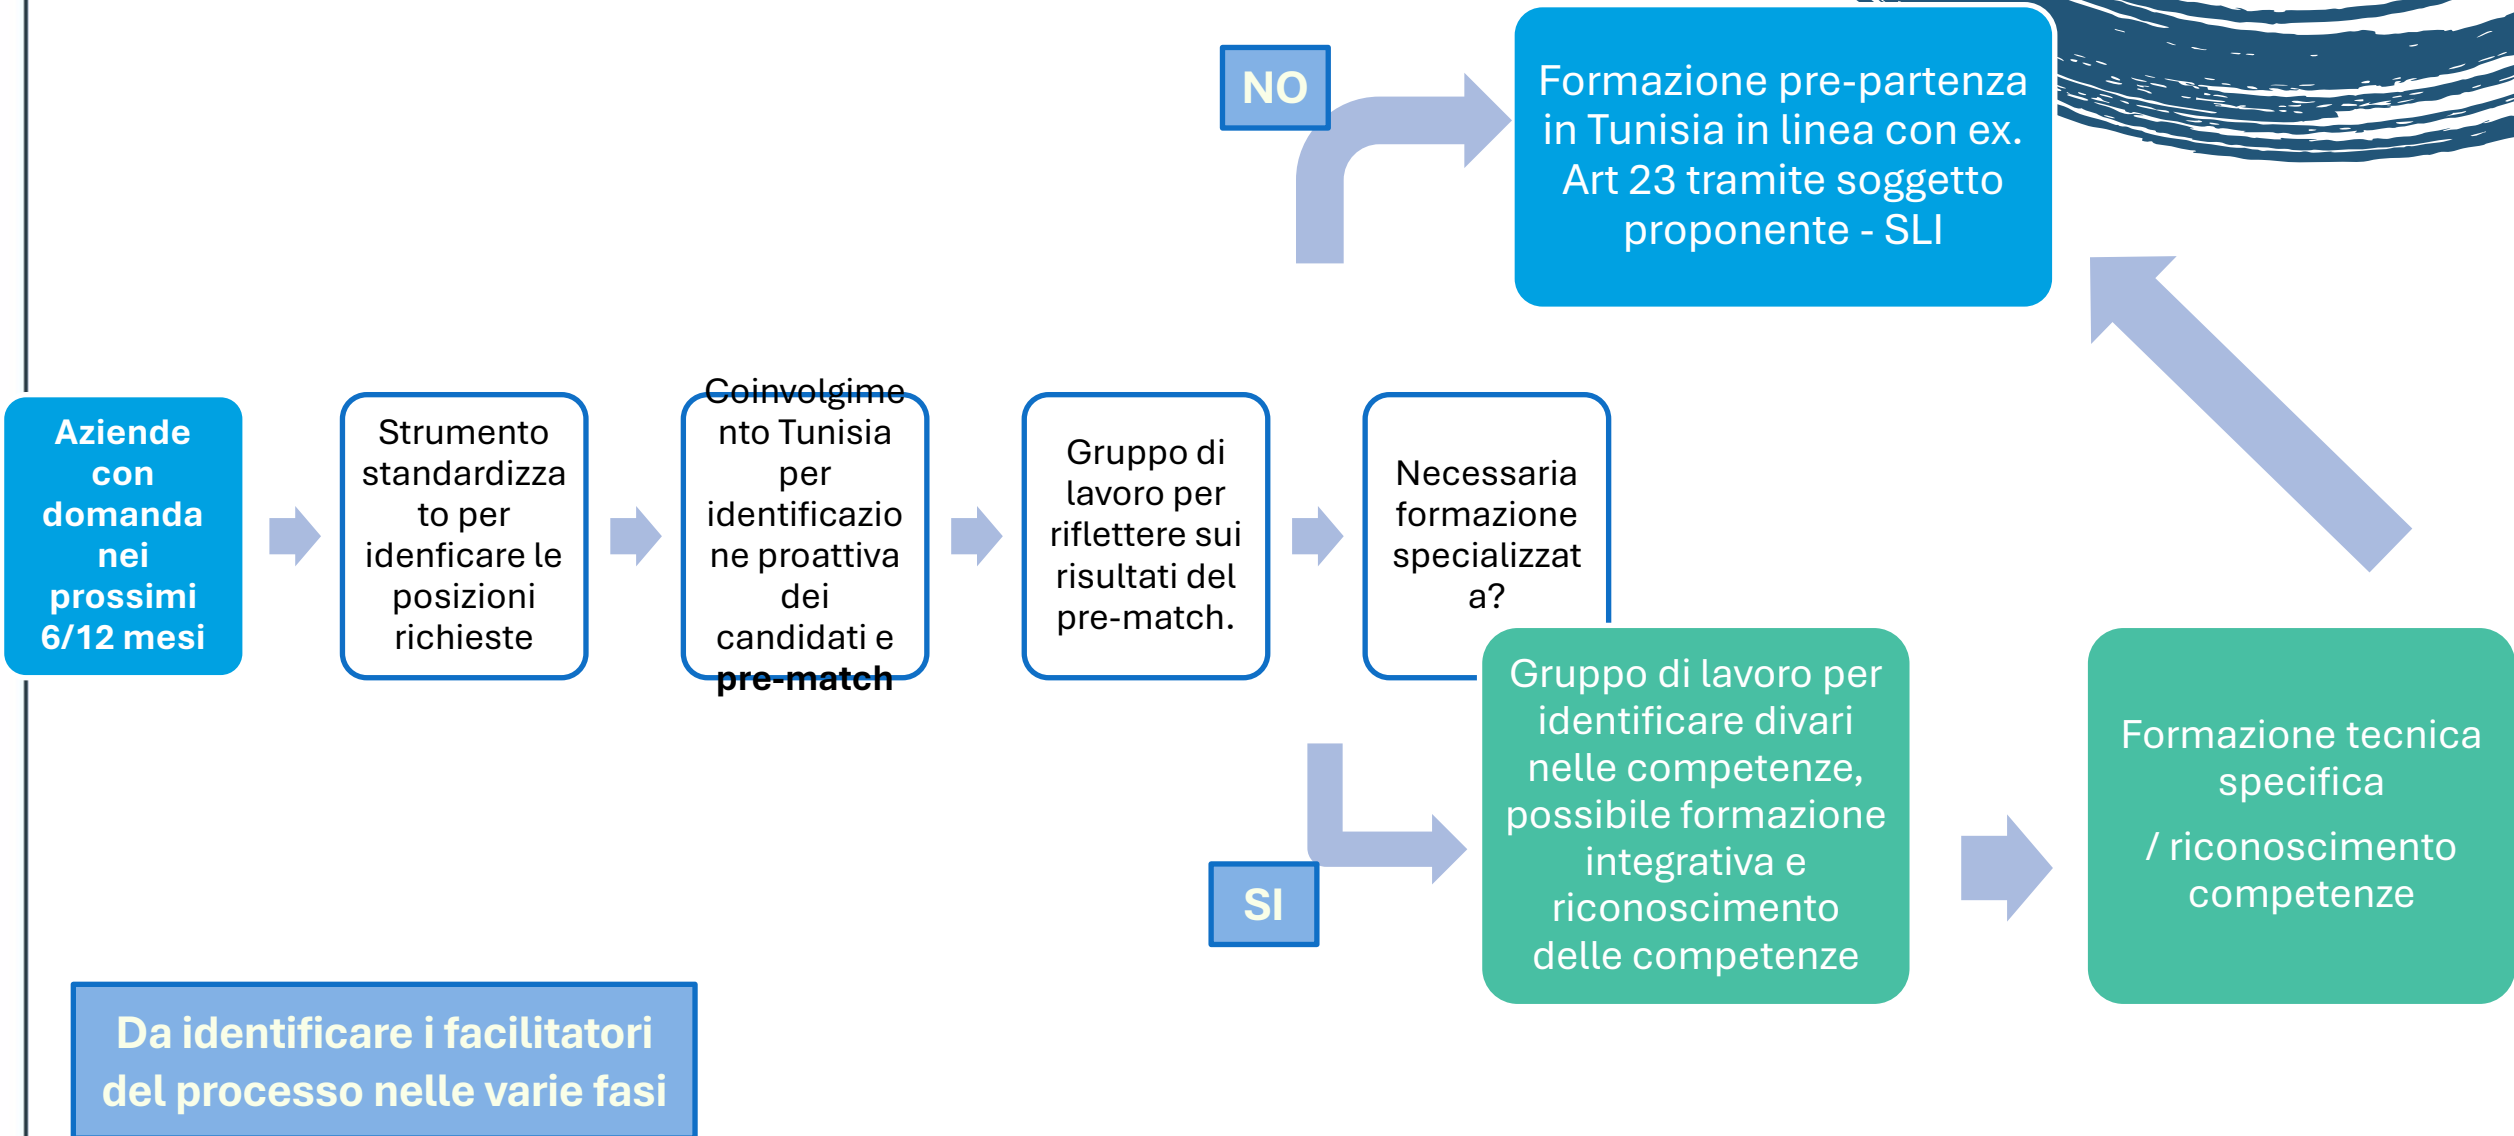 NO
Formazione pre-partenza
in Tunisia in linea con ex.
Art 23 tramite soggetto
proponente - SLI
Aziende
con
domanda
nei
prossimi
6/12 mesi
Strumento
standardizza
to per
idenficare le
posizioni
richieste
Coinvolgime
nto Tunisia
per
identificazio
ne proattiva
dei
candidati e
pre-match
Gruppo di
lavoro per
riflettere sui
risultati del
pre-match.
Necessaria
formazione
specializzat
a?
SI
Gruppo di lavoro per
identificare divari
nelle competenze,
possibile formazione
integrativa e
riconoscimento
delle competenze
Formazione tecnica
specifica
/ riconoscimento
competenze
Da identificare i facilitatori
del processo nelle varie fasi